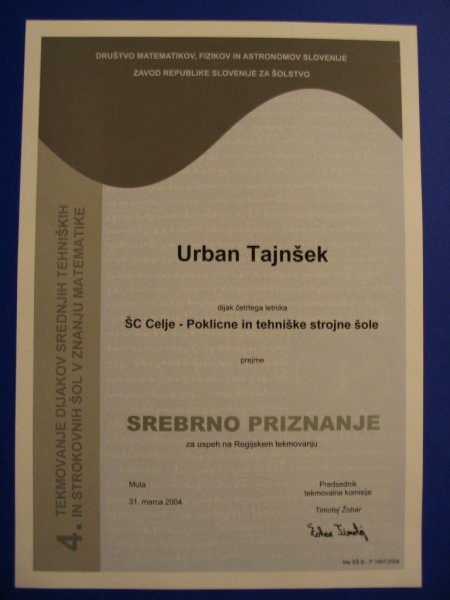 DRUŠTVO MATEMATIKOV, FIZIKOV IN ASTRONOMOV SLOVENIJE
ZAVOD REPUBLIKE SLOVENIJE ZA ŠOLSTVO
4. TEKMOVANJE DIJAKOV SREDNJIH TEHNIŠKIH
IN STROKOVNIH ŠOL V ZNANJU MATEMATIKE
Urban Tajnšek
dijak četrtega letnika
ŠC Celje - Poklicne in tehniške strojne šole
prejme
SREBRNO PRIZNANJE
za uspeh na Regijskem tekmovanju
Muta
31. marca 2004
Predsednik
tekmovalne komisije
Timotej Žohar
Žohar Timotej